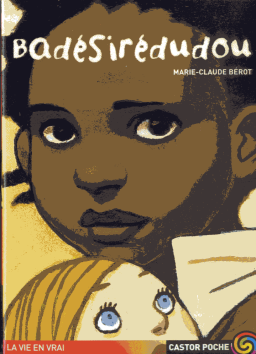 Badésirédudou
MARIE-CLAUDE BÉROT
LA VIE EN VRAI
CASTOR POCHE